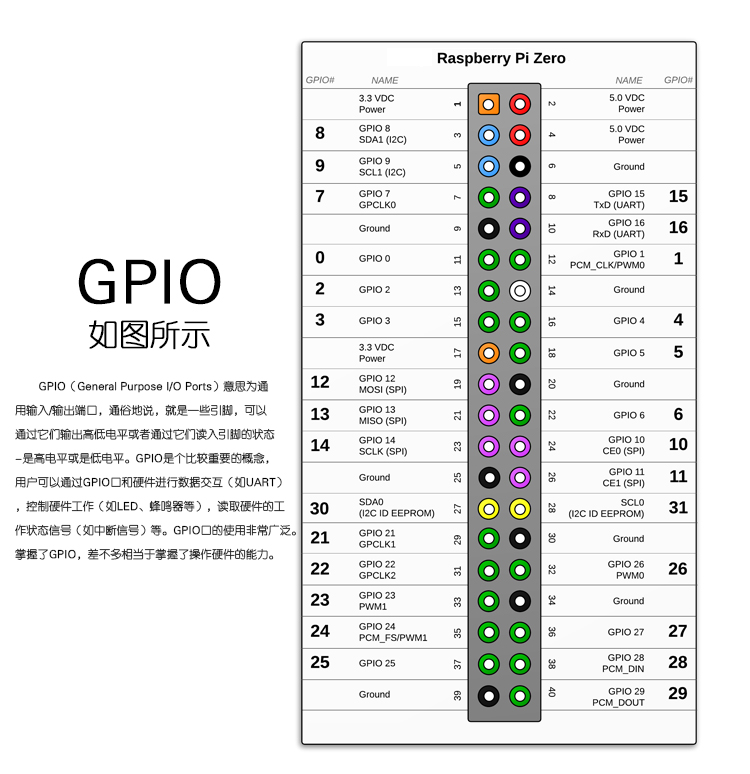 GPIO
如图所示
GPIO（General Purpose I/O Ports）意思为通
用输入/输出端口，通俗地说，就是一些引脚，可以
通过它们输出高低电平或者通过它们读入引脚的状态
-是高电平或是低电平。GPIO是个比较重要的概念，
用户可以通过GPIO口和硬件进行数据交互（如UART）
，控制硬件工作（如LED、蜂鸣器等），读取硬件的工
作状态信号（如中断信号）等。GPIO口的使用非常广泛。
掌握了GPIO，差不多相当于掌握了操作硬件的能力。
Raspberry Pi Zero
GPIO# NAME NAME GPIO#
3.3 VDC
Power 1 2 5.0 VDC
Power
8 GPIO 8
SDA1 (I2C) 3 4 5.0 VDC
Power
9 GPIO 9
SCL1 (I2C) 5 6 Ground
7 GPIO 7
GPCLK0 7 8 GPIO 15
TxD (UART) 15
Ground 9 10 GPIO 16
RxD (UART) 16
0 GPIO 0 11 12 GPIO 1
PCM_CLK/PWM0 1
2 GPIO 2 13 14 Ground
3 GPIO 3 15 16 GPIO 4 4
3.3 VDC
Power 17 18 GPIO 5 5
12 GPIO 12
MOSI (SPI) 19 20 Ground
13 GPIO 13
MISO (SPI) 21 22 GPIO 6 6
14 GPIO 14
SCLK (SPI) 23 24 GPIO 10
CE0 (SPI) 10
Ground 25 26 GPIO 11
CE1 (SPI) 11
30 SDA0
(I2C ID EEPROM) 27 28 SCL0
(I2C ID EEPROM) 31
21 GPIO 21
GPCLK1 29 30 Ground
22 GPIO 22
GPCLK2 31 32 GPIO 26
PWM0 26
23 GPIO 23
PWM1 33 34 Ground
24 GPIO 24
PCM_FS/PWM1 35 36 GPIO 27 27
25 GPIO 25 37 38 GPIO 28
PCM_DIN 28
Ground 39 40 GPIO 29
PCM_DOUT 29